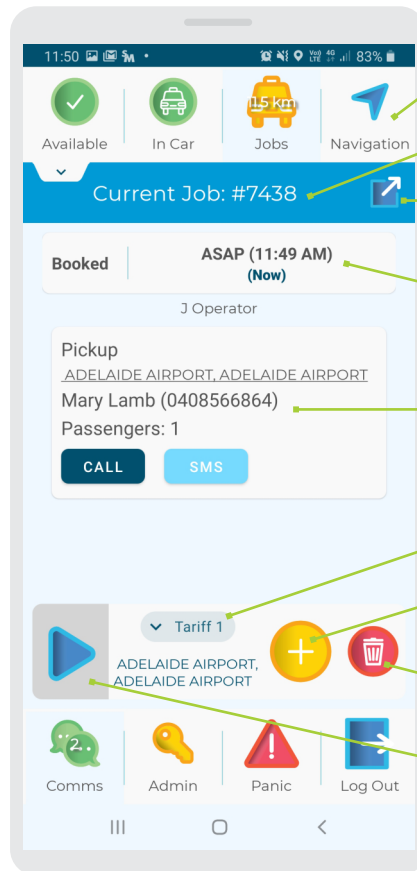 11:50 83%
1.5 km
Available In Car Jobs Navigation
Current Job: #7438
Booked ASAP (11:49 AM)
(Now)
J Operator
Pickup
ADELAIDE AIRPORT, ADELAIDE AIRPORT
Mary Lamb (0408566864)
Passengers: 1
CALL SMS
Tariff 1
ADELAIDE AIRPORT,
ADELAIDE AIRPORT
2
Comms Admin Panic Log Out